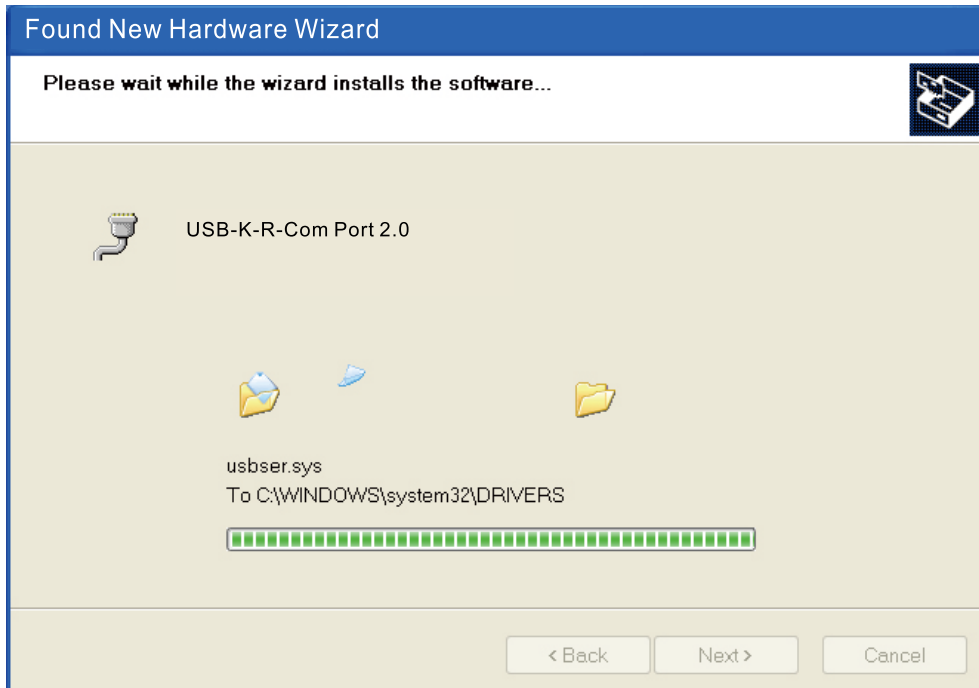 Found New Hardware Wizard
Please wait while the wizard installs the software...
USB-K-R-Com Port 2.0
usbser.sys
To C:\WINDOWS\system32\DRIVERS
< Back
Next >
Cancel